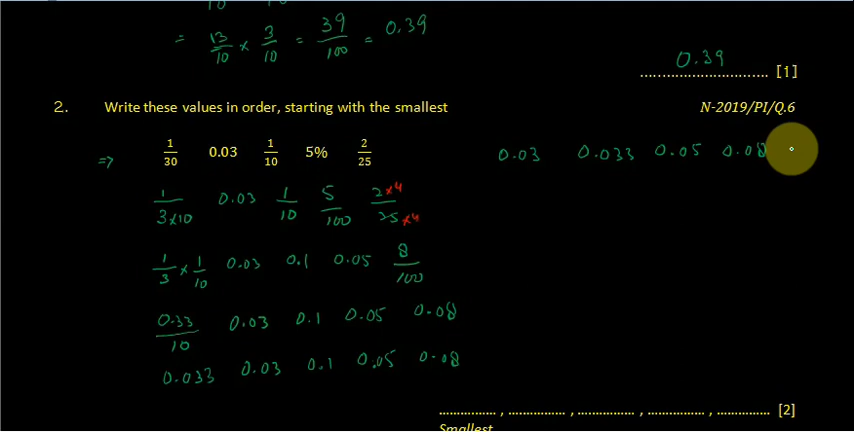 = 13/10 × 3/10 = 39/100 = 0.39
0.39
.............................. [1]
2. Write these values in order, starting with the smallest N-2019/PI/Q.6
=> 1/30 0.03 1/10 5% 2/25 0.03 0.033 0.05 0.08
1/3×10 0.03 1/10 5/100 2×4/25×4
1/3 × 1/10 0.03 0.1 0.05 8/100
0.33/10 0.03 0.1 0.05 0.08
0.033 0.03 0.1 0.05 0.08
................ , ................ , ................ , ................ , ................ [2]
Smallest